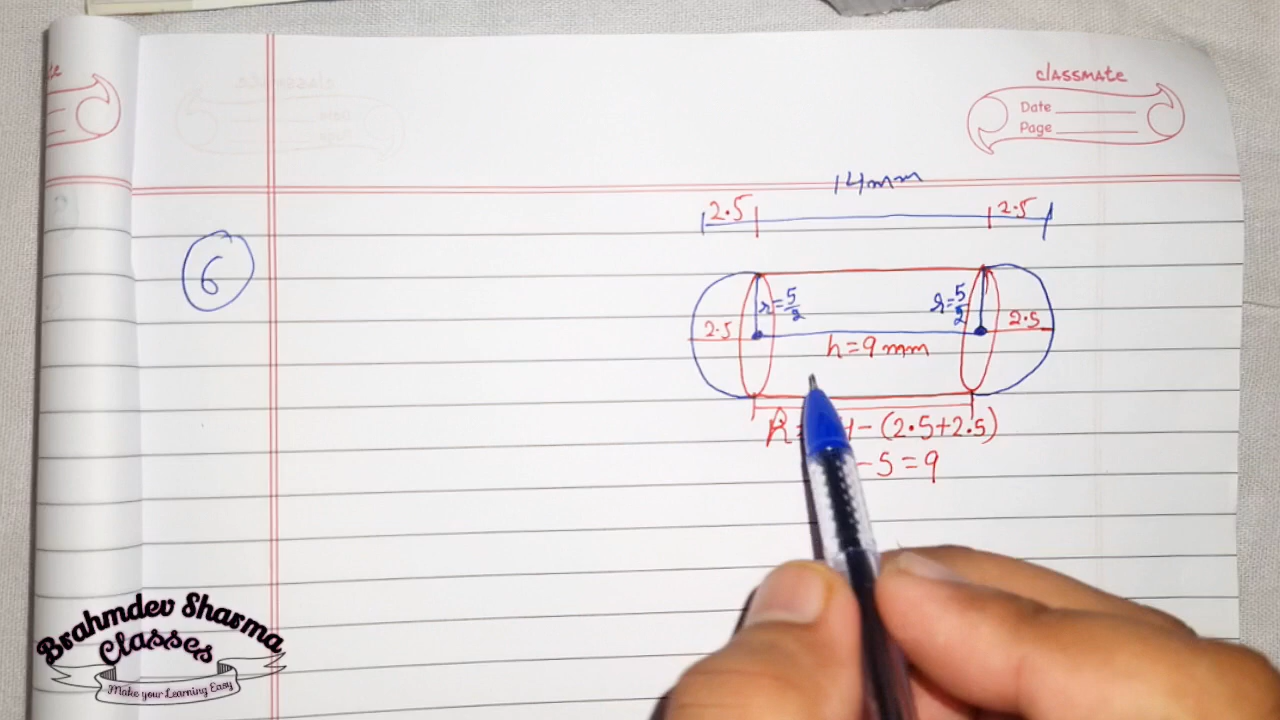 classmate
Date
Page
14mm
2.5 2.5
6
r=5/2 r=5/2
2.5 2.5
h=9 mm
-(2.5+2.5)
-5=9
Brahmdev Sharma
Classes
Make your Learning Easy